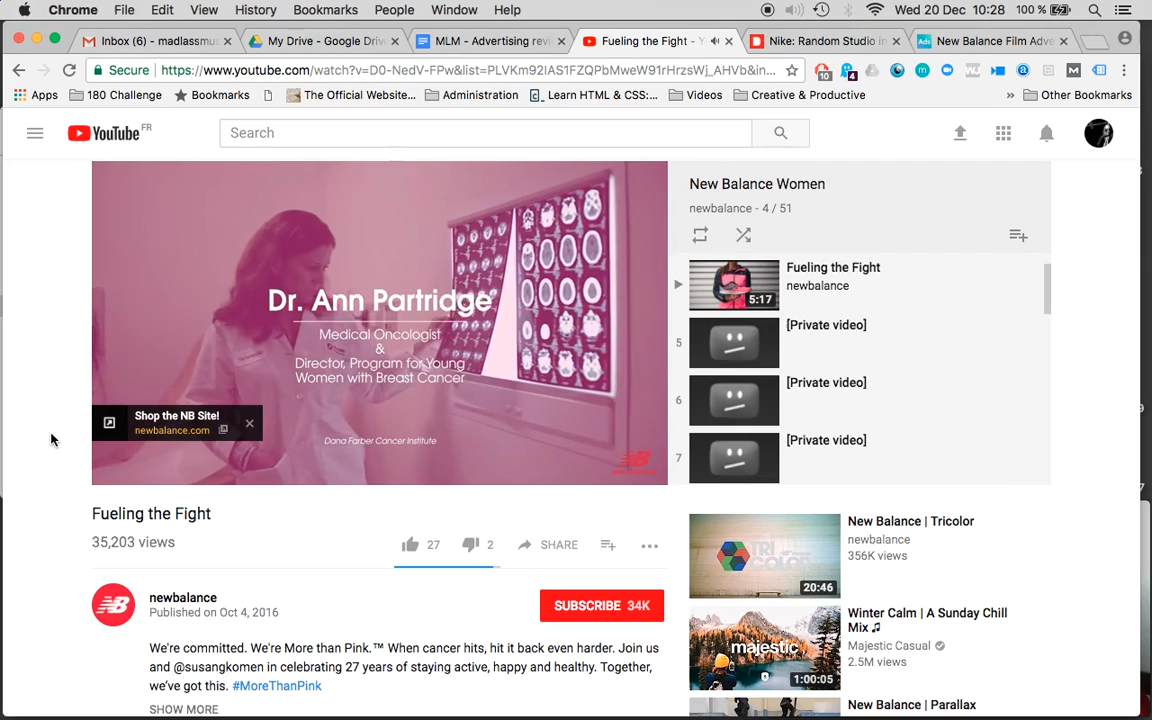 Chrome File Edit View History Bookmarks People Window Help Wed 20 Dec 10:28 100 %
Inbox (6) - madlassmus
My Drive - Google Drive
MLM - Advertising revi
Fueling the Fight - Y
Nike: Random Studio in
New Balance Film Adve
Secure https://www.youtube.com/watch?v=D0-NedV-FPw&list=PLVKm92IAS1FZQPbMweW91rHrzsWj_AHVb&in...
Apps 180 Challenge Bookmarks The Official Website... Administration Learn HTML & CSS:... Videos Creative & Productive » Other Bookmarks
YouTube FR
Search
Dr. Ann Partridge
Medical Oncologist
&
Director, Program for Young
Women with Breast Cancer
Shop the NB Site!
newbalance.com
Dana Farber Cancer Institute
New Balance Women
newbalance - 4 / 51
Fueling the Fight
newbalance
5:17
5 [Private video]
6 [Private video]
7 [Private video]
Fueling the Fight
35,203 views
27 2 SHARE
newbalance
Published on Oct 4, 2016
SUBSCRIBE 34K
We're committed. We're More than Pink.™ When cancer hits, hit it back even harder. Join us
and @susangkomen in celebrating 27 years of staying active, happy and healthy. Together,
we've got this. #MoreThanPink
SHOW MORE
TRI
COLOR
20:46
New Balance | Tricolor
newbalance
356K views
majestic
1:00:05
Winter Calm | A Sunday Chill
Mix ♫
Majestic Casual
2.5M views
New Balance | Parallax